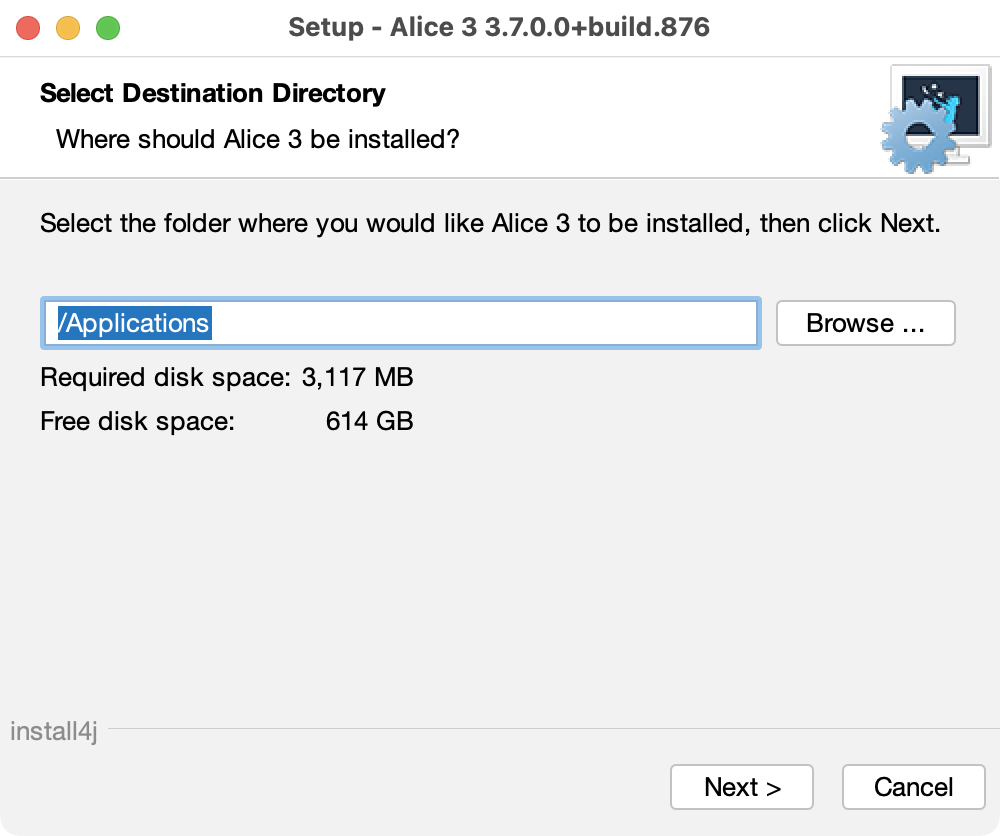 Setup - Alice 3 3.7.0.0+build.876
Select Destination Directory
Where should Alice 3 be installed?
Select the folder where you would like Alice 3 to be installed, then click Next.
/Applications
Browse ...
Required disk space: 3,117 MB
Free disk space: 614 GB
install4j
Next >
Cancel